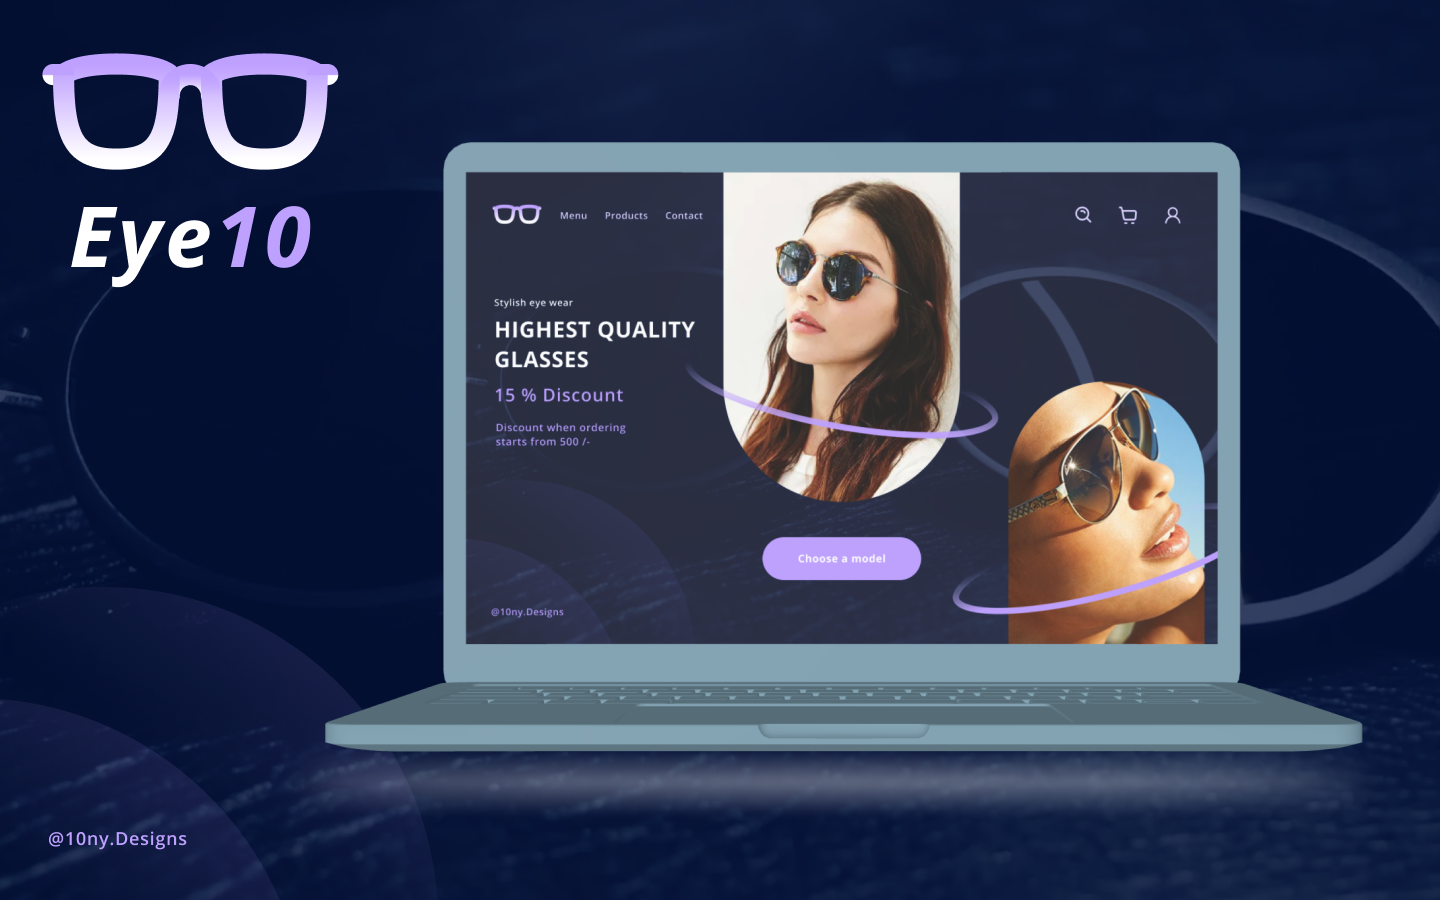 Eye10
Menu Products Contact
Stylish eye wear
HIGHEST QUALITY
GLASSES
15 % Discount
Discount when ordering
starts from 500 /-
Choose a model
@10ny.Designs
@10ny.Designs